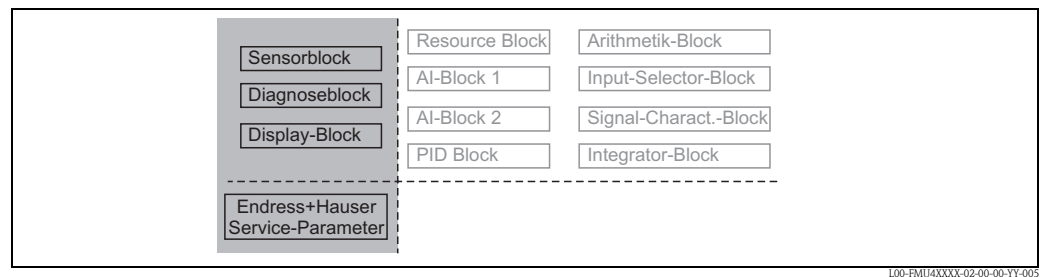 Sensorblock
Diagnoseblock
Display-Block
Endress+Hauser
Service-Parameter
Resource Block
AI-Block 1
AI-Block 2
PID Block
Arithmetik-Block
Input-Selector-Block
Signal-Charact.-Block
Integrator-Block
L00-FMU4XXXX-02-00-00-YY-005